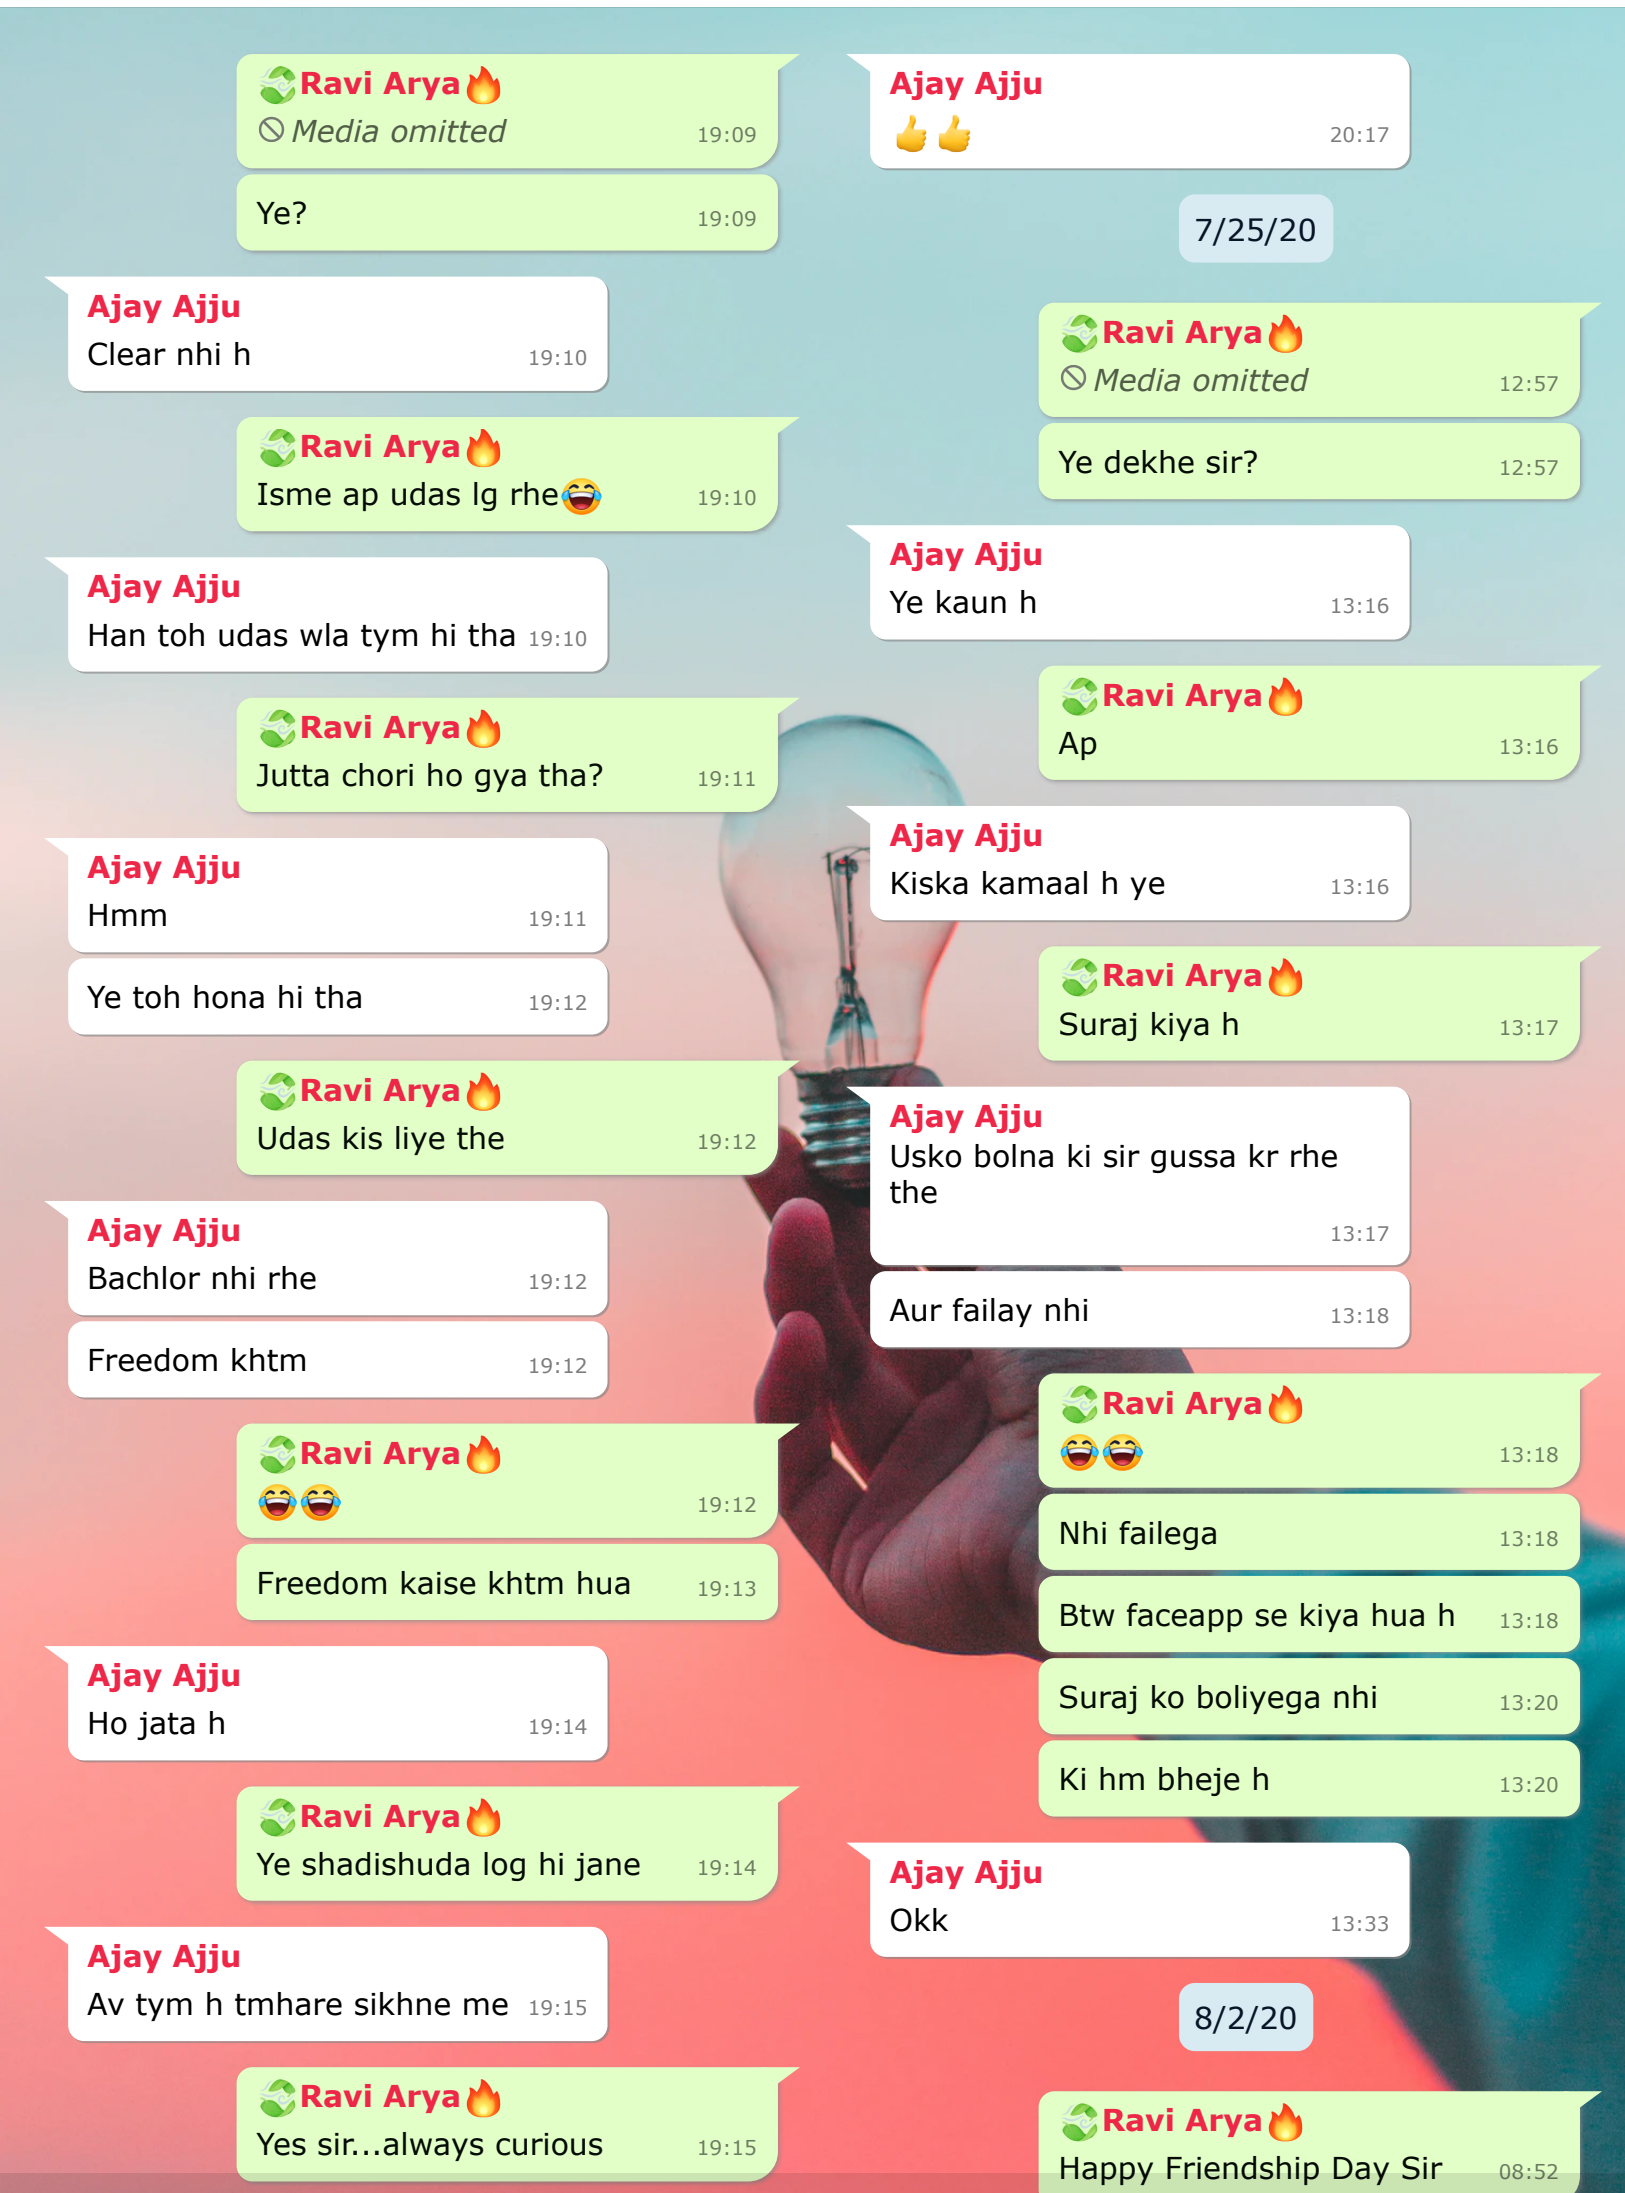 Ravi Arya🔥
Media omitted 19:09
Ye? 19:09
Ajay Ajju
Clear nhi h 19:10
Ravi Arya🔥
Isme ap udas lg rhe😂 19:10
Ajay Ajju
Han toh udas wla tym hi tha 19:10
Ravi Arya🔥
Jutta chori ho gya tha? 19:11
Ajay Ajju
Hmm 19:11
Ye toh hona hi tha 19:12
Ravi Arya🔥
Udas kis liye the 19:12
Ajay Ajju
Bachlor nhi rhe 19:12
Freedom khtm 19:12
Ravi Arya🔥
😂😂 19:12
Freedom kaise khtm hua 19:13
Ajay Ajju
Ho jata h 19:14
Ravi Arya🔥
Ye shadishuda log hi jane 19:14
Ajay Ajju
Av tym h tmhare sikhne me 19:15
Ravi Arya🔥
Yes sir...always curious 19:15
Ajay Ajju
👍👍 20:17
7/25/20
Ravi Arya🔥
Media omitted 12:57
Ye dekhe sir? 12:57
Ajay Ajju
Ye kaun h 13:16
Ravi Arya🔥
Ap 13:16
Ajay Ajju
Kiska kamaal h ye 13:16
Ravi Arya🔥
Suraj kiya h 13:17
Ajay Ajju
Usko bolna ki sir gussa kr rhe
the
13:17
Aur failay nhi 13:18
Ravi Arya🔥
😂😂 13:18
Nhi failega 13:18
Btw faceapp se kiya hua h 13:18
Suraj ko boliyega nhi 13:20
Ki hm bheje h 13:20
Ajay Ajju
Okk 13:33
8/2/20
Ravi Arya🔥
Happy Friendship Day Sir 08:52